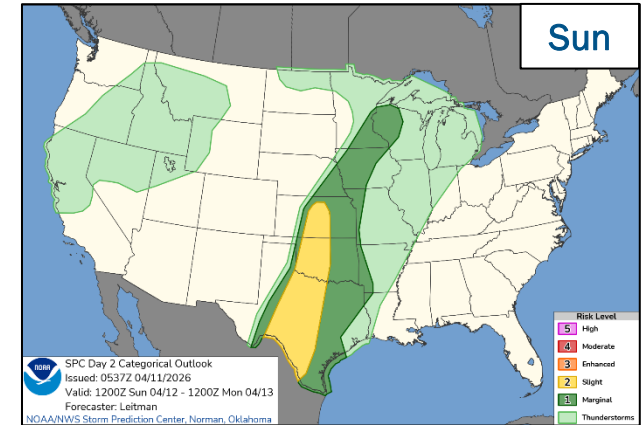 Sun
Risk Level
5 High
4 Moderate
3 Enhanced
2 Slight
1 Marginal
Thunderstorms
NOAA
SPC Day 2 Categorical Outlook
Issued: 0537Z 04/11/2026
Valid: 1200Z Sun 04/12 - 1200Z Mon 04/13
Forecaster: Leitman
NOAA/NWS Storm Prediction Center, Norman, Oklahoma